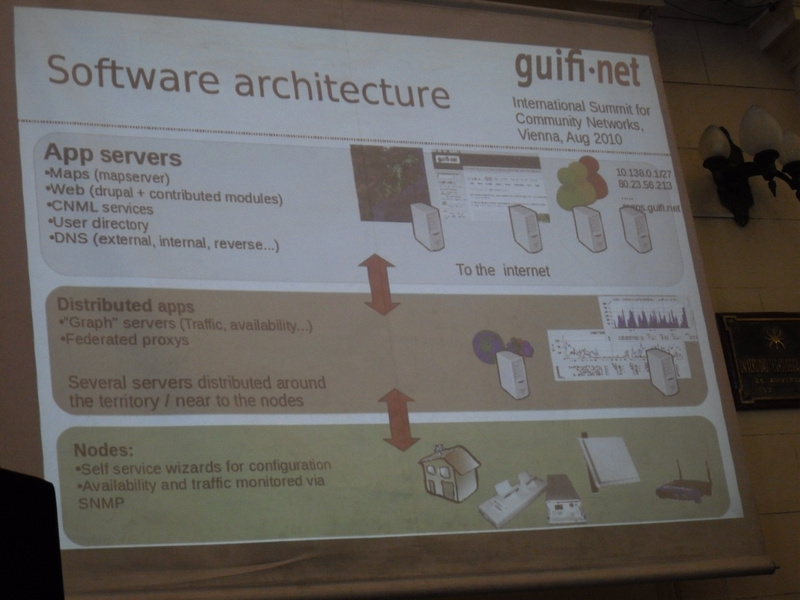 Software architecture
guifi·net
International Summit for
Community Networks,
Vienna, Aug 2010
App servers
•Maps (mapserver)
•Web (drupal + contributed modules)
•CNML services
•User directory
•DNS (external, internal, reverse...)
10.138.0.1/27
80.23.56.213
maps.guifi.net
To the internet
Distributed apps
•"Graph" servers (Traffic, availability...)
•Federated proxys
Several servers distributed around
the territory / near to the nodes
Nodes:
•Self service wizards for configuration
•Availability and traffic monitored via
SNMP